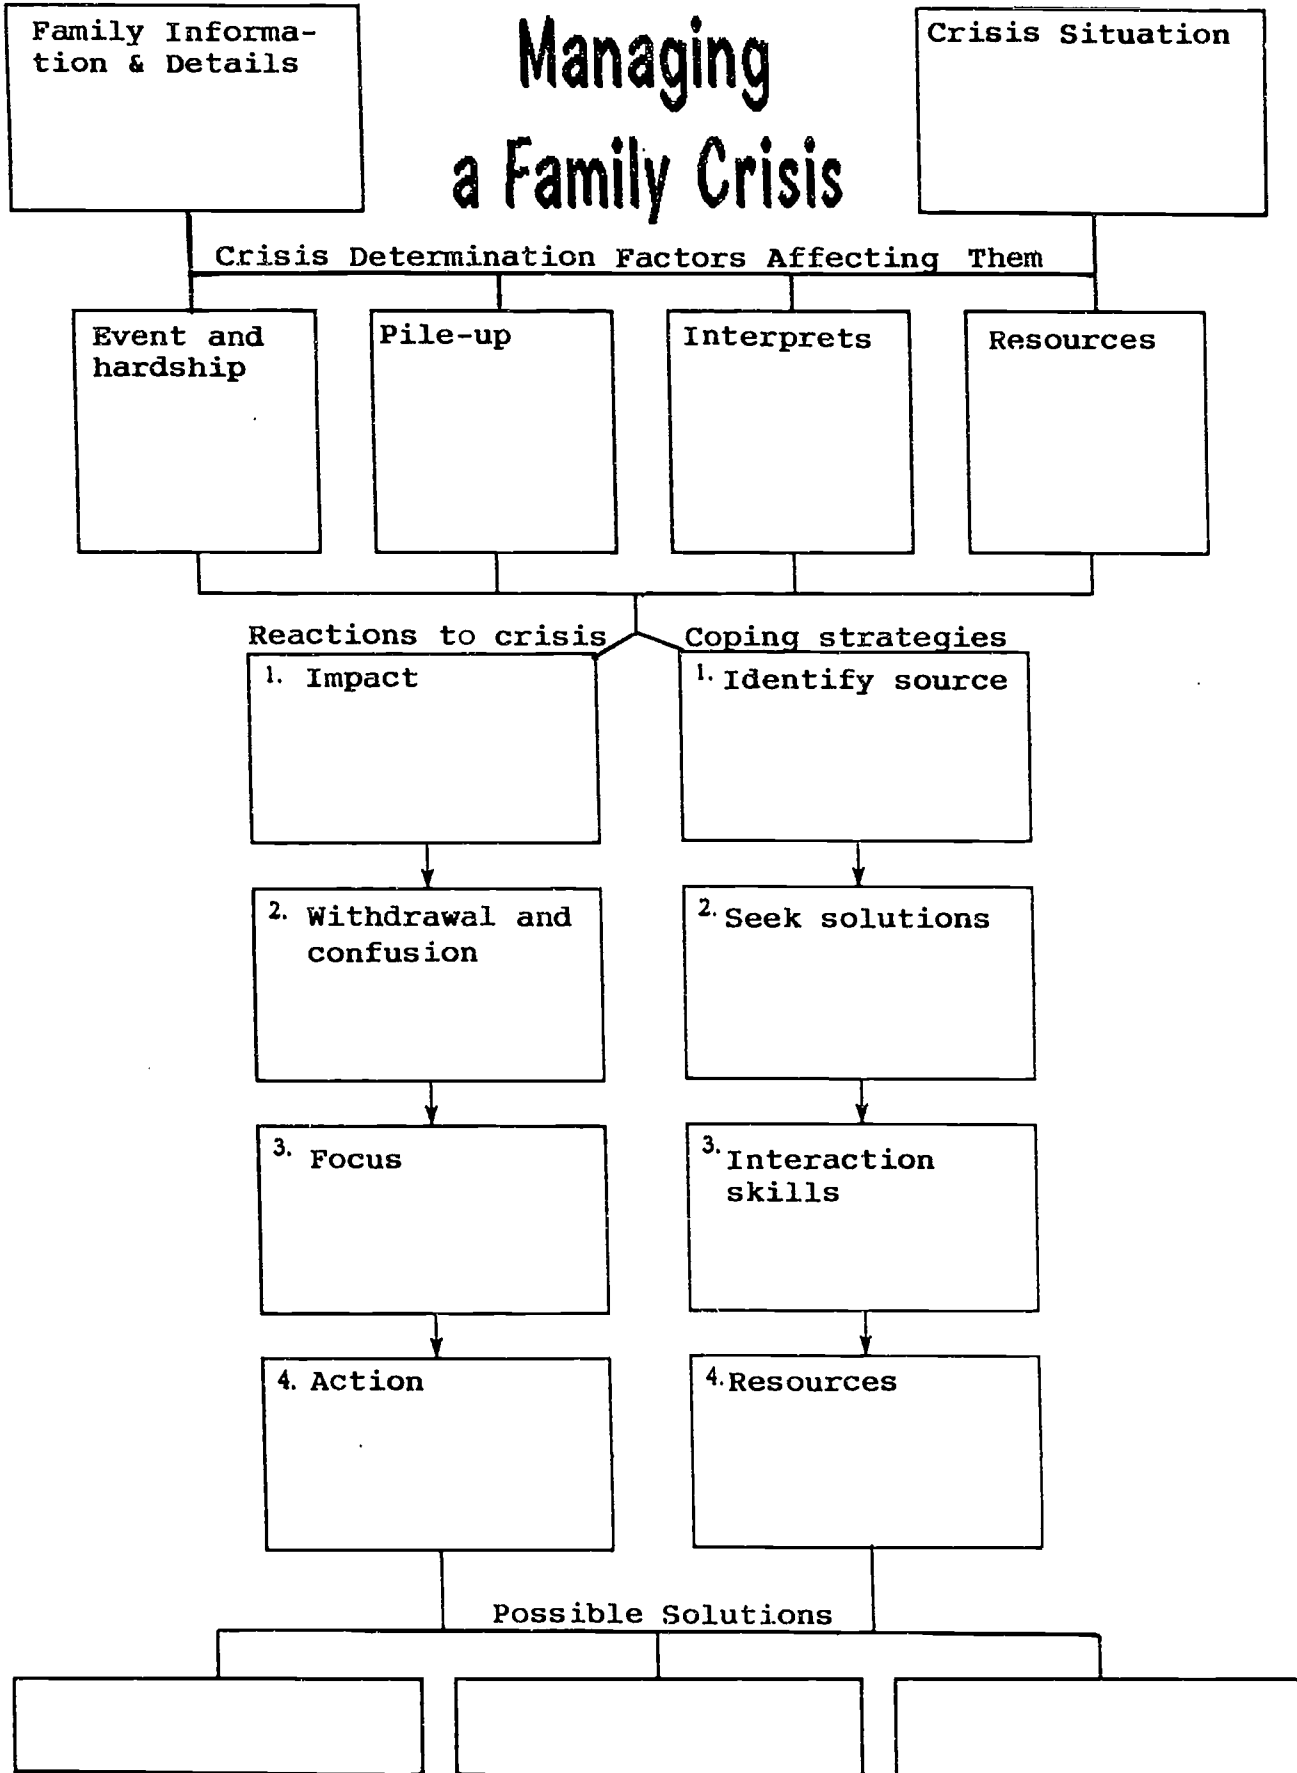 Family Informa-
tion & Details
Managing
a Family Crisis
Crisis Situation
Crisis Determination Factors Affecting Them
Event and
hardship
Pile-up
Interprets
Resources
Reactions to crisis
Coping strategies
1. Impact
1. Identify source
2. Withdrawal and
confusion
2. Seek solutions
3. Focus
3. Interaction
skills
4. Action
4. Resources
Possible Solutions